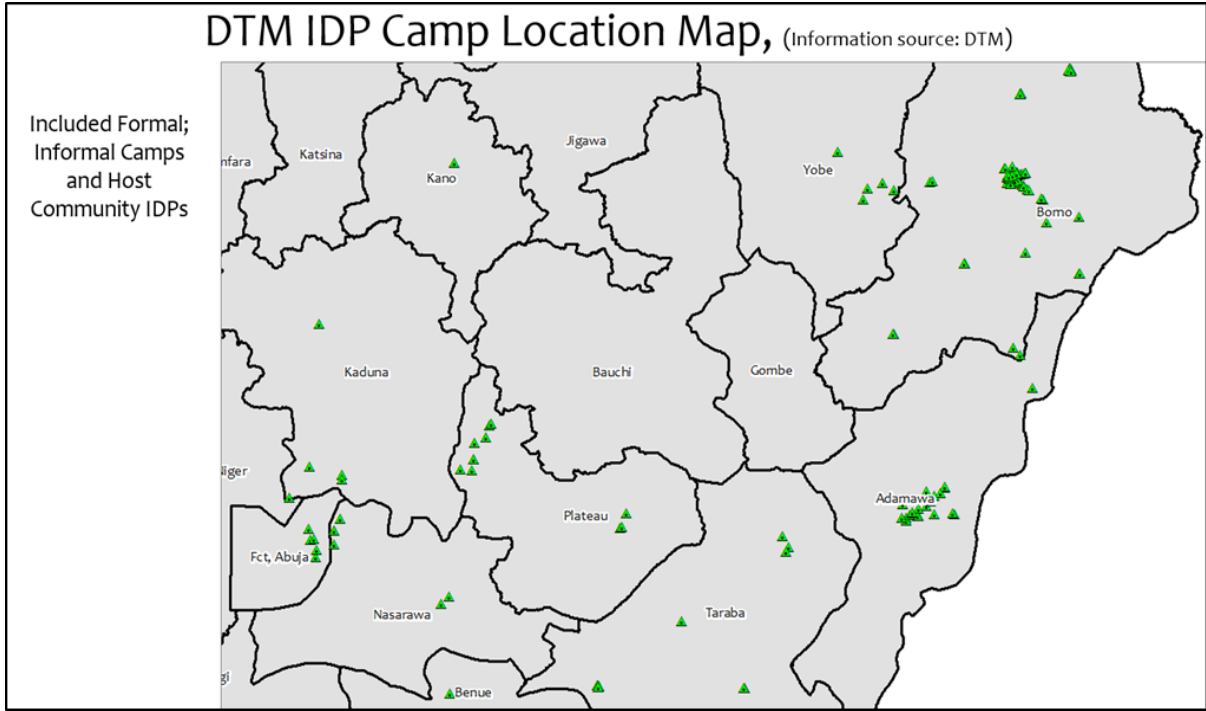 DTM IDP Camp Location Map, (Information source: DTM)
Included Formal;
Informal Camps
and Host
Community IDPs
Katsina
Jigawa
nfara
Kano
Yobe
Borno
Kaduna
Bauchi
Gombe
Niger
Adamawa
Plateau
Fct, Abuja
Nasarawa
Taraba
gi
Benue